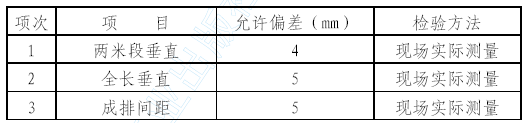 项次 项 目 允许偏差（mm） 检验方法
1 两米段垂直 4 现场实际测量
2 全长垂直 5 现场实际测量
3 成排间距 5 现场实际测量